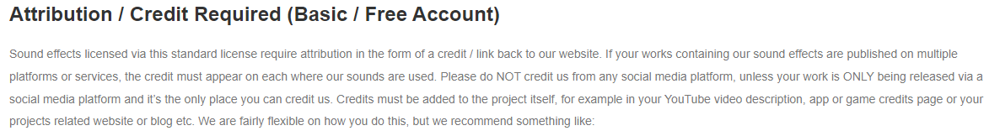 Attribution / Credit Required (Basic / Free Account)
Sound effects licensed via this standard license require attribution in the form of a credit / link back to our website. If your works containing our sound effects are published on multiple
platforms or services, the credit must appear on each where our sounds are used. Please do NOT credit us from any social media platform, unless your work is ONLY being released via a
social media platform and it’s the only place you can credit us. Credits must be added to the project itself, for example in your YouTube video description, app or game credits page or your
projects related website or blog etc. We are fairly flexible on how you do this, but we recommend something like: